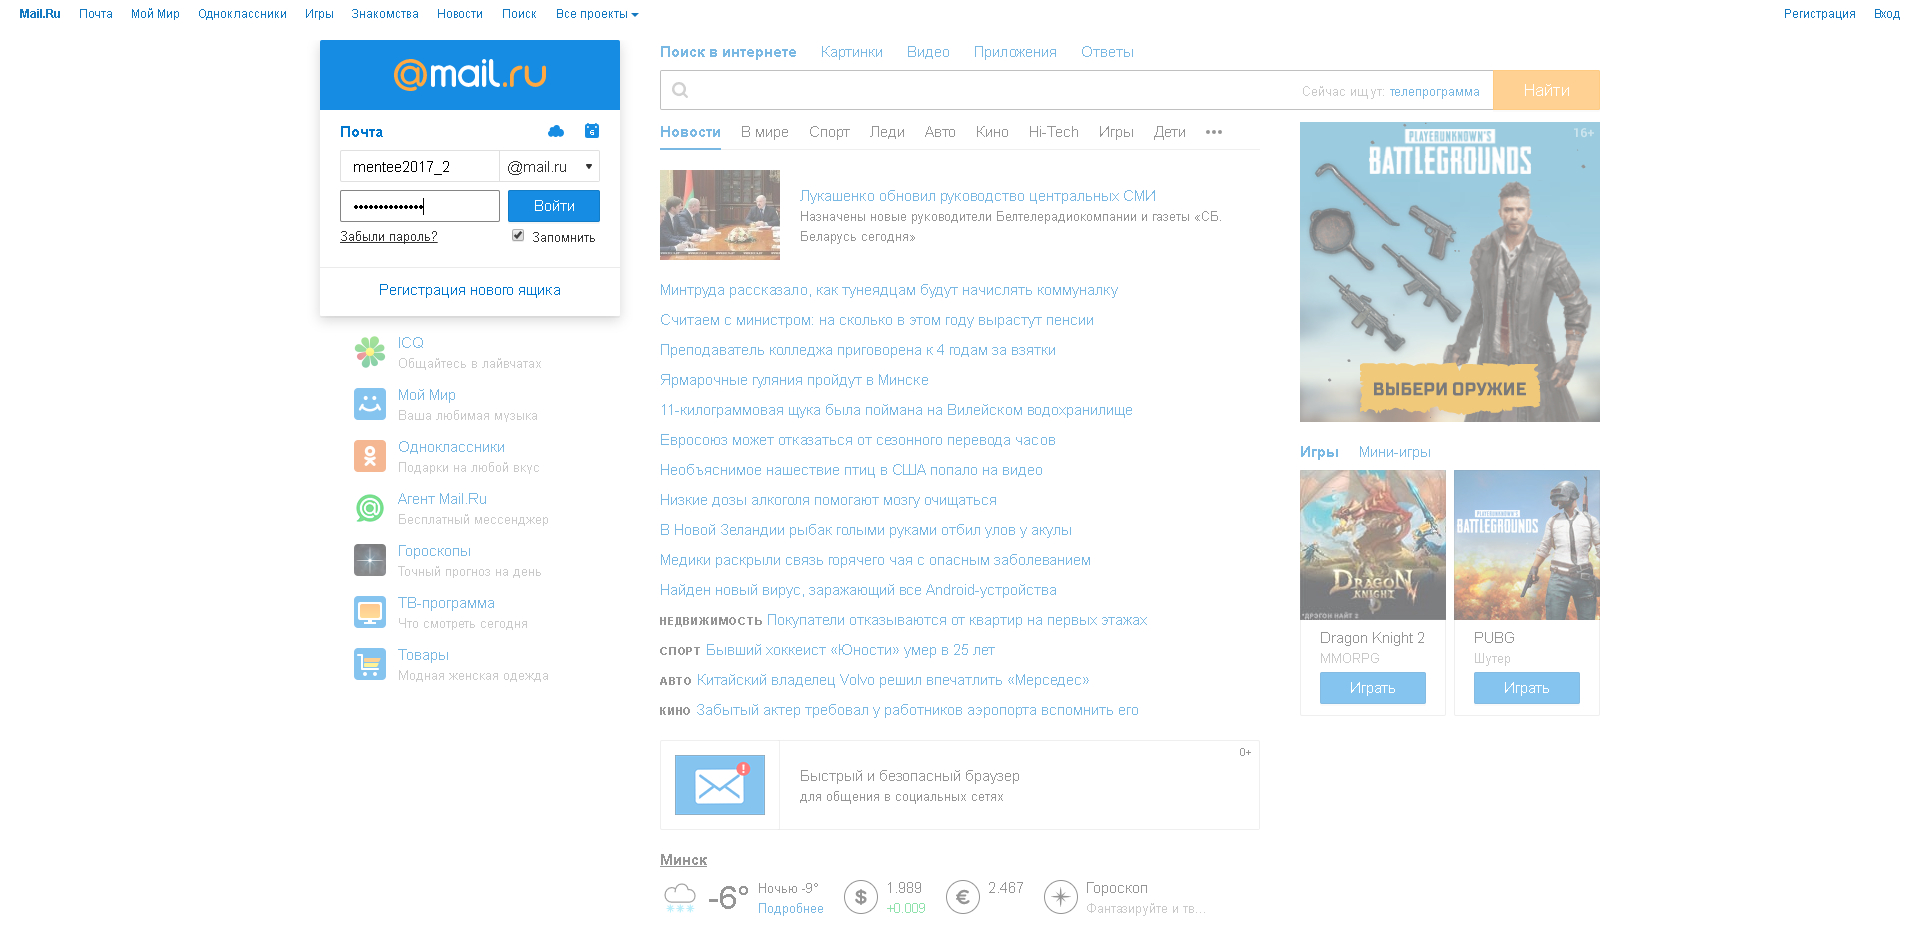 Mail.Ru Почта Мой Мир Одноклассники Игры Знакомства Новости Поиск Все проекты Регистрация Вход
@mail.ru
Почта
6
mentee2017_2 @mail.ru
•••••••••••••• Войти
Забыли пароль? Запомнить
Регистрация нового ящика
ICQ
Общайтесь в лайвчатах
Мой Мир
Ваша любимая музыка
Одноклассники
Подарки на любой вкус
Агент Mail.Ru
Бесплатный мессенджер
Гороскопы
Точный прогноз на день
ТВ-программа
Что смотреть сегодня
Товары
Модная женская одежда
Поиск в интернете Картинки Видео Приложения Ответы
Сейчас ищут: телепрограмма Найти
Новости В мире Спорт Леди Авто Кино Hi-Tech Игры Дети •••
Лукашенко обновил руководство центральных СМИ
Назначены новые руководители Белтелерадиокомпании и газеты «СБ.
Беларусь сегодня»
Минтруда рассказало, как тунеядцам будут начислять коммуналку
Считаем с министром: на сколько в этом году вырастут пенсии
Преподаватель колледжа приговорена к 4 годам за взятки
Ярмарочные гуляния пройдут в Минске
11-килограммовая щука была поймана на Вилейском водохранилище
Евросоюз может отказаться от сезонного перевода часов
Необъяснимое нашествие птиц в США попало на видео
Низкие дозы алкоголя помогают мозгу очищаться
В Новой Зеландии рыбак голыми руками отбил улов у акулы
Медики раскрыли связь горячего чая с опасным заболеванием
Найден новый вирус, заражающий все Android-устройства
НЕДВИЖИМОСТЬ Покупатели отказываются от квартир на первых этажах
СПОРТ Бывший хоккеист «Юности» умер в 25 лет
АВТО Китайский владелец Volvo решил впечатлить «Мерседес»
КИНО Забытый актер требовал у работников аэропорта вспомнить его
0+
Быстрый и безопасный браузер
для общения в социальных сетях
Минск
-6° Ночью -9° Подробнее
$ 1.989 +0.009
€ 2.467
Гороскоп
Фантазируйте и тв...
PLAYERUNKNOWN'S 16+
BATTLEGROUNDS
ВЫБЕРИ ОРУЖИЕ
Игры Мини-игры
DRAGON
KNIGHT
*ДРЭГОН НАЙТ 2
Dragon Knight 2
MMORPG
Играть
PLAYERUNKNOWN'S
BATTLEGROUNDS
PUBG
Шутер
Играть